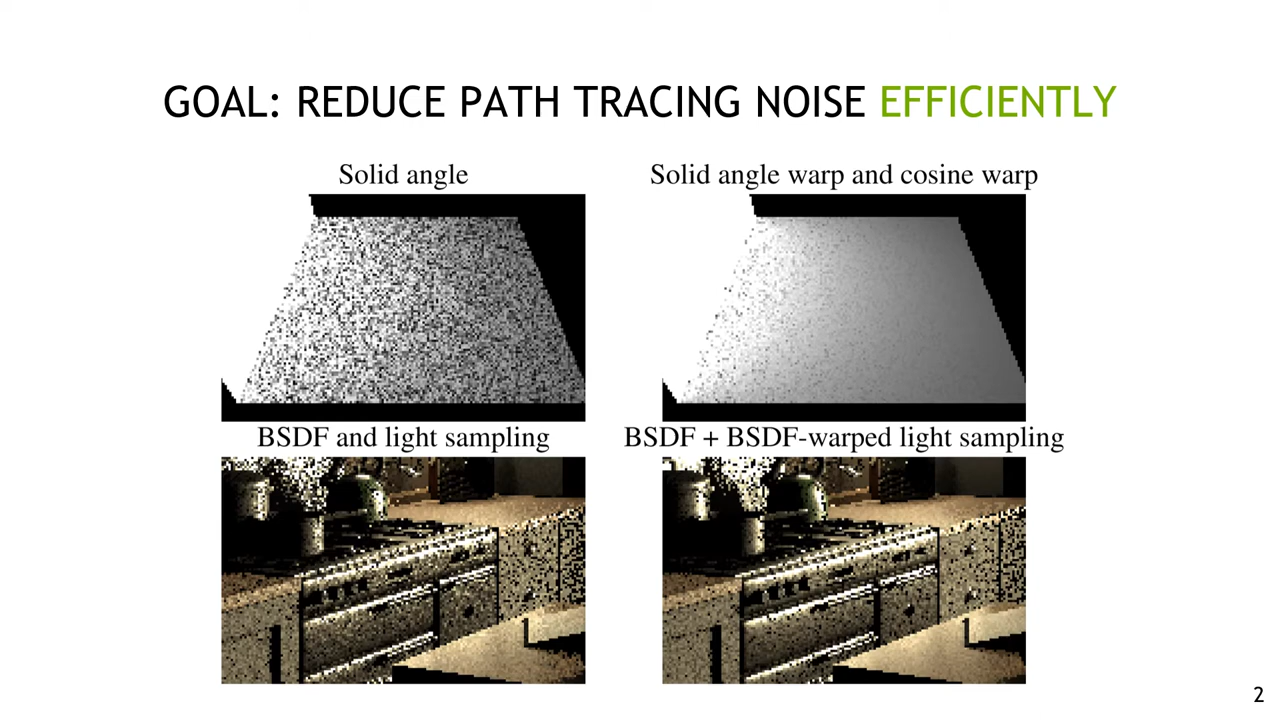 GOAL: REDUCE PATH TRACING NOISE EFFICIENTLY
Solid angle
Solid angle warp and cosine warp
BSDF and light sampling
BSDF + BSDF-warped light sampling
2